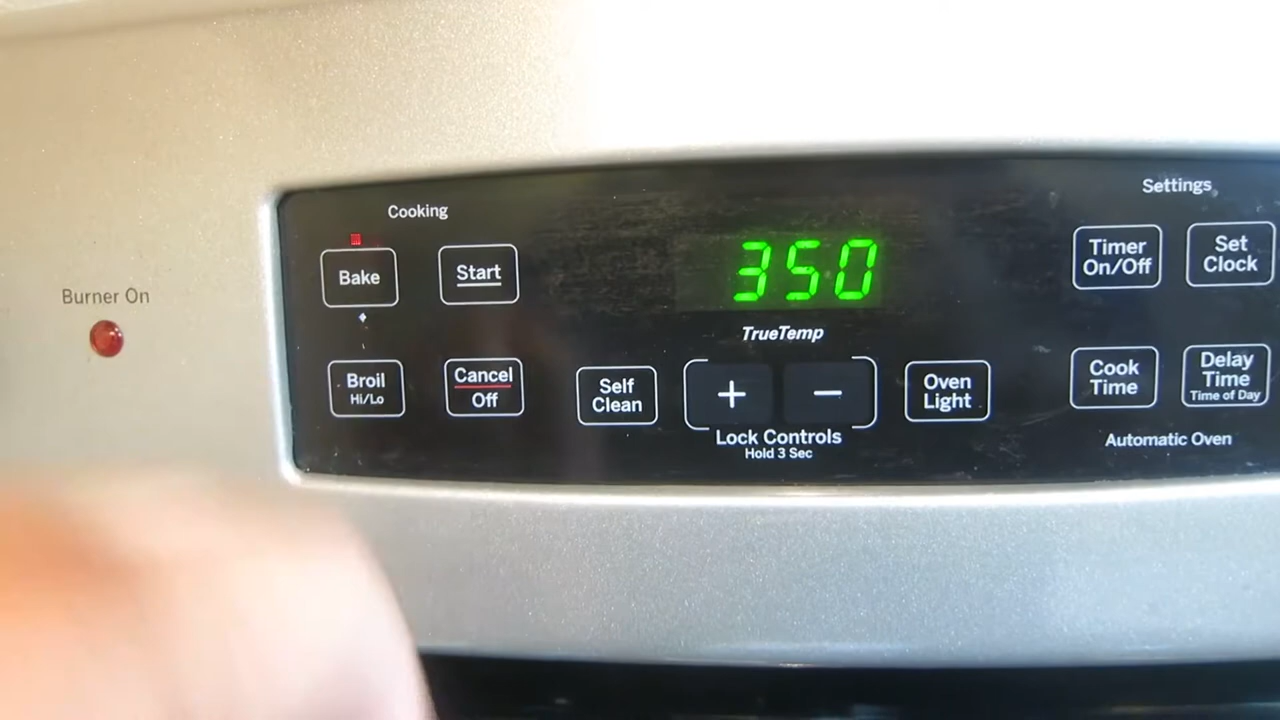 Cooking
Settings
Bake
Start
350
Timer
On/Off
Set
Clock
Burner On
TrueTemp
Broil
Hi/Lo
Cancel
Off
Self
Clean
+
−
Oven
Light
Cook
Time
Delay
Time
Time of Day
Lock Controls
Hold 3 Sec
Automatic Oven